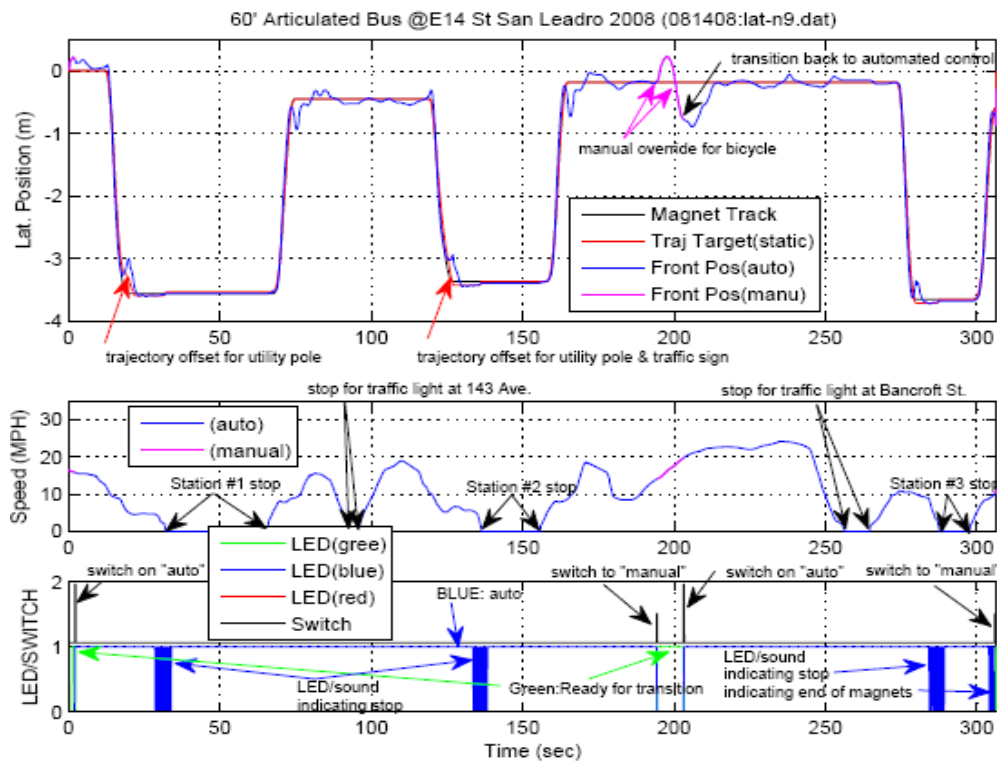 60' Articulated Bus @E14 St San Leadro 2008 (081408:lat-n9.dat)
0
-1
-2
-3
-4
Lat. Position (m)
transition back to automated control
manual override for bicycle
Magnet Track
Traj Target(static)
Front Pos(auto)
Front Pos(manu)
0 50 100 150 200 250 300
trajectory offset for utility pole
trajectory offset for utility pole & traffic sign
stop for traffic light at 143 Ave.
stop for traffic light at Bancroft St.
30
20
10
0
Speed (MPH)
(auto)
(manual)
Station #1 stop
Station #2 stop
Station #3 stop
0 50 100 150 200 250 300
LED(gree)
LED(blue)
LED(red)
Switch
2
1
0
LED/SWITCH
switch on "auto"
BLUE: auto
switch to "manual"
switch on "auto"
switch to "manual"
LED/sound
indicating stop
Green:Ready for transition
LED/sound
indicating stop
indicating end of magnets
0 50 100 150 200 250 300
Time (sec)